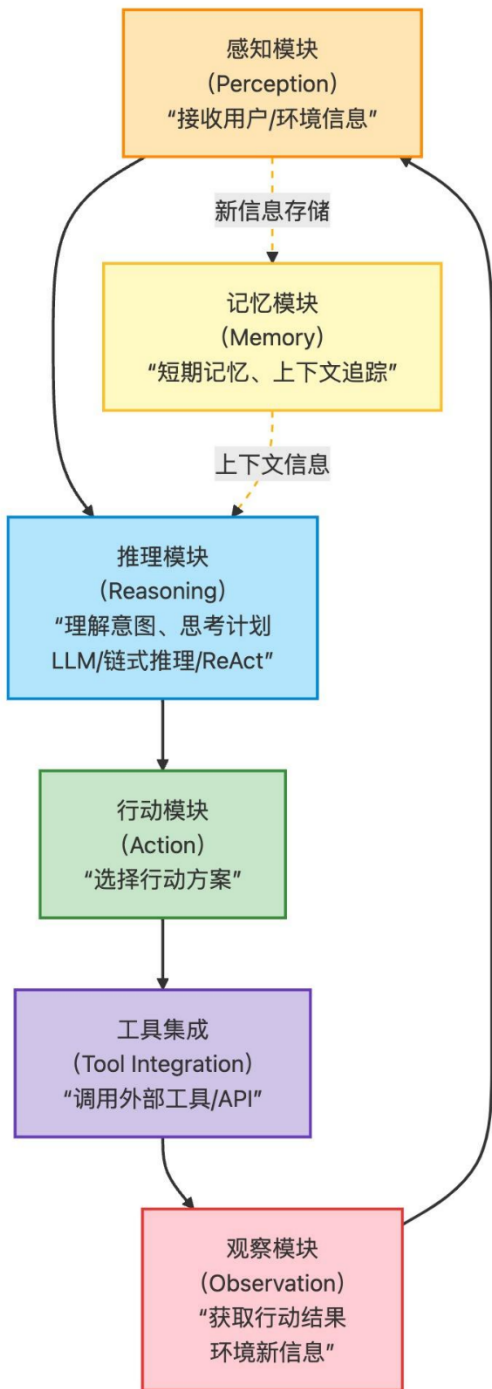 感知模块
（Perception）
“接收用户/环境信息”
新信息存储
记忆模块
（Memory）
“短期记忆、上下文追踪”
上下文信息
推理模块
（Reasoning）
“理解意图、思考计划
LLM/链式推理/ReAct”
行动模块
（Action）
“选择行动方案”
工具集成
（Tool Integration）
“调用外部工具/API”
观察模块
（Observation）
“获取行动结果
环境新信息”